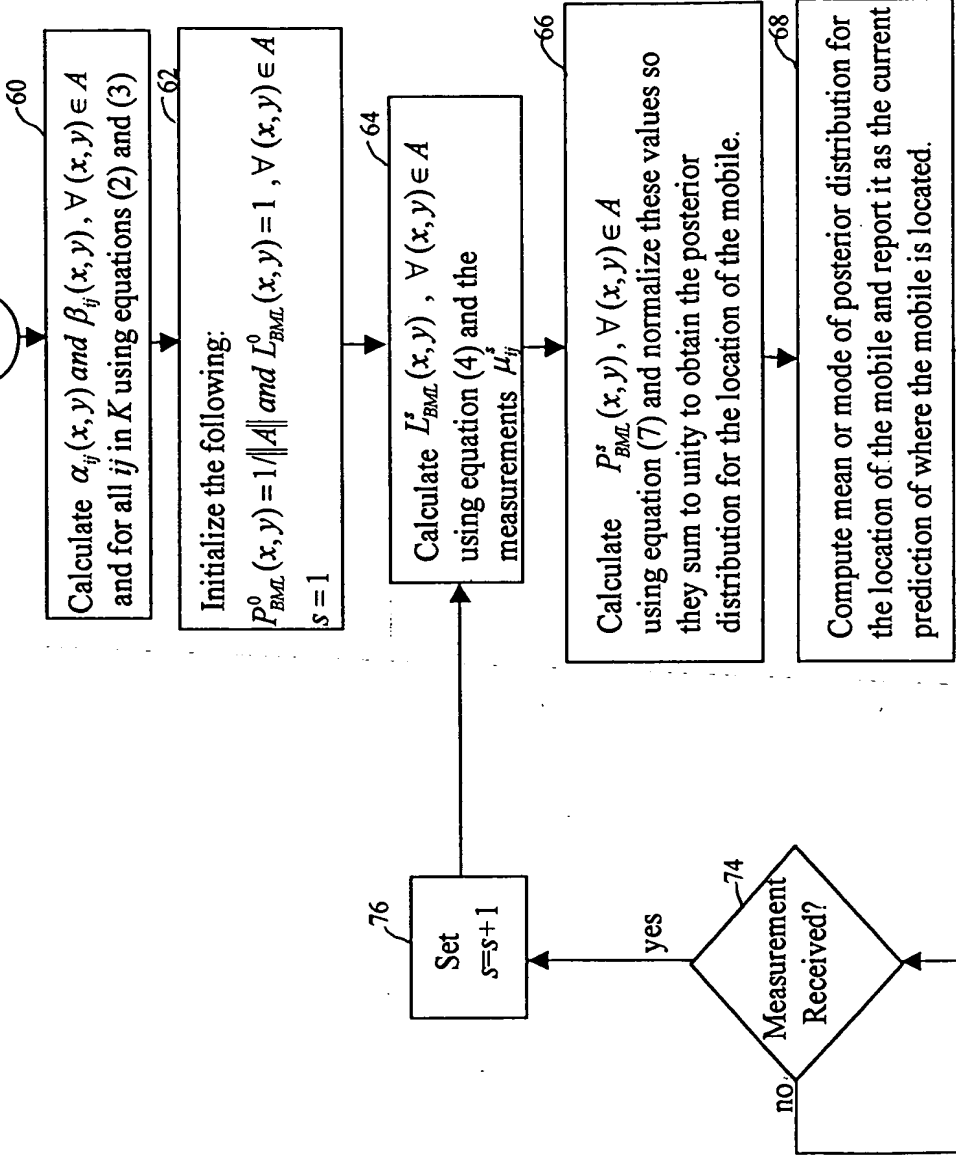 60
Calculate α_ij(x,y) and β_ij(x,y), ∀(x,y)∈A
and for all ij in K using equations (2) and (3)
62
Initialize the following:
P⁰_BML(x,y)=1/‖A‖ and L⁰_BML(x,y)=1, ∀(x,y)∈A
s=1
64
Calculate L^s_BML(x,y), ∀(x,y)∈A
using equation (4) and the
measurements μ^s_ij
66
Calculate P^s_BML(x,y), ∀(x,y)∈A
using equation (7) and normalize these values so
they sum to unity to obtain the posterior
distribution for the location of the mobile.
68
Compute mean or mode of posterior distribution for
the location of the mobile and report it as the current
prediction of where the mobile is located.
76
Set
s=s+1
yes
74
Measurement
Received?
no